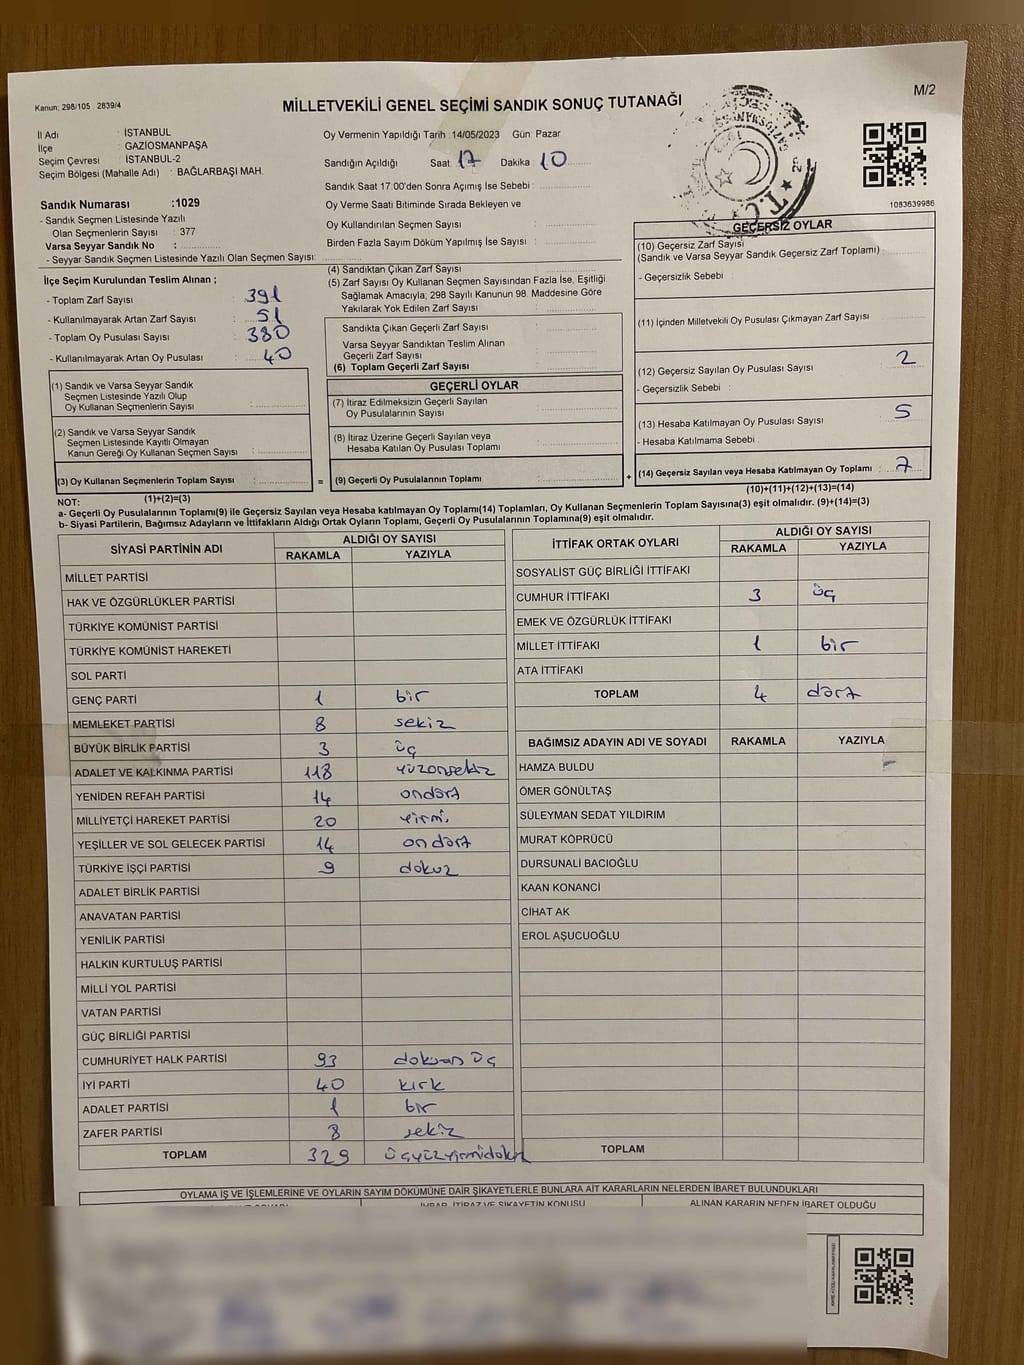 Kanun: 298/105 2839/4
MİLLETVEKİLİ GENEL SEÇİMİ SANDIK SONUÇ TUTANAĞI
M/2
İl Adı : İSTANBUL
İlçe : GAZİOSMANPAŞA
Seçim Çevresi : İSTANBUL-2
Seçim Bölgesi (Mahalle Adı) : BAĞLARBAŞI MAH.
Oy Vermenin Yapıldığı Tarih :14/05/2023 Gün: Pazar
Sandığın Açıldığı Saat: 17 Dakika: 10
Sandık Saat 17:00'den Sonra Açımış İse Sebebi :
Oy Verme Saati Bitiminde Sırada Bekleyen ve
Oy Kullandırılan Seçmen Sayısı :
Birden Fazla Sayım Döküm Yapılmış İse Sayısı :
T.C.
1083639986
Sandık Numarası :1029
- Sandık Seçmen Listesinde Yazılı
Olan Seçmenlerin Sayısı : 377
Varsa Seyyar Sandık No :
- Seyyar Sandık Seçmen Listesinde Yazılı Olan Seçmen Sayısı:
İlçe Seçim Kurulundan Teslim Alınan ;
- Toplam Zarf Sayısı : 391
- Kullanılmayarak Artan Zarf Sayısı : 51
- Toplam Oy Pusulası Sayısı : 380
- Kullanılmayarak Artan Oy Pusulası : 40
(1) Sandık ve Varsa Seyyar Sandık
Seçmen Listesinde Yazılı Olup
Oy Kullanan Seçmenlerin Sayısı :
(2) Sandık ve Varsa Seyyar Sandık
Seçmen Listesinde Kayıtlı Olmayan
Kanun Gereği Oy Kullanan Seçmen Sayısı :
(3) Oy Kullanan Seçmenlerin Toplam Sayısı :
(1)+(2)=(3)
(4) Sandıktan Çıkan Zarf Sayısı :
(5) Zarf Sayısı Oy Kullanan Seçmen Sayısından Fazla İse, Eşitliği
Sağlamak Amacıyla, 298 Sayılı Kanunun 98. Maddesine Göre
Yakılarak Yok Edilen Zarf Sayısı :
Sandıkta Çıkan Geçerli Zarf Sayısı :
Varsa Seyyar Sandıktan Teslim Alınan
Geçerli Zarf Sayısı :
(6) Toplam Geçerli Zarf Sayısı :
GEÇERLİ OYLAR
(7) İtiraz Edilmeksizin Geçerli Sayılan
Oy Pusulalarının Sayısı :
(8) İtiraz Üzerine Geçerli Sayılan veya
Hesaba Katılan Oy Pusulası Toplamı :
= (9) Geçerli Oy Pusulalarının Toplamı : +
GEÇERSİZ OYLAR
(10) Geçersiz Zarf Sayısı
(Sandık ve Varsa Seyyar Sandık Geçersiz Zarf Toplamı) :
- Geçersizlik Sebebi :
(11) İçinden Milletvekili Oy Pusulası Çıkmayan Zarf Sayısı :
(12) Geçersiz Sayılan Oy Pusulası Sayısı : 2
- Geçersizlik Sebebi :
(13) Hesaba Katılmayan Oy Pusulası Sayısı : 5
- Hesaba Katılmama Sebebi :
(14) Geçersiz Sayılan veya Hesaba Katılmayan Oy Toplamı : 7
(10)+(11)+(12)+(13)=(14)
NOT:
a- Geçerli Oy Pusulalarının Toplamı(9) ile Geçersiz Sayılan veya Hesaba katılmayan Oy Toplamı(14) Toplamları, Oy Kullanan Seçmenlerin Toplam Sayısına(3) eşit olmalıdır. (9)+(14)=(3)
b- Siyasi Partilerin, Bağımsız Adayların ve İttifakların Aldığı Ortak Oyların Toplamı, Geçerli Oy Pusulalarının Toplamına(9) eşit olmalıdır.
SİYASİ PARTİNİN ADI ALDIĞI OY SAYISI
RAKAMLA YAZIYLA
MİLLET PARTİSİ
HAK VE ÖZGÜRLÜKLER PARTİSİ
TÜRKİYE KOMÜNİST PARTİSİ
TÜRKİYE KOMÜNİST HAREKETİ
SOL PARTİ
GENÇ PARTİ 1 bir
MEMLEKET PARTİSİ 8 sekiz
BÜYÜK BİRLİK PARTİSİ 3 üç
ADALET VE KALKINMA PARTİSİ 118 yüzonsekiz
YENİDEN REFAH PARTİSİ 14 ondört
MİLLİYETÇİ HAREKET PARTİSİ 20 yirmi
YEŞİLLER VE SOL GELECEK PARTİSİ 14 on dört
TÜRKİYE İŞÇİ PARTİSİ 9 dokuz
ADALET BİRLİK PARTİSİ
ANAVATAN PARTİSİ
YENİLİK PARTİSİ
HALKIN KURTULUŞ PARTİSİ
MİLLİ YOL PARTİSİ
VATAN PARTİSİ
GÜÇ BİRLİĞİ PARTİSİ
CUMHURİYET HALK PARTİSİ 93 doksan üç
İYİ PARTİ 40 kırk
ADALET PARTİSİ 1 bir
ZAFER PARTİSİ 8 sekiz
TOPLAM 329 üçyüzyirmidokuz
İTTİFAK ORTAK OYLARI ALDIĞI OY SAYISI
RAKAMLA YAZIYLA
SOSYALİST GÜÇ BİRLİĞİ İTTİFAKI
CUMHUR İTTİFAKI 3 üç
EMEK VE ÖZGÜRLÜK İTTİFAKI
MİLLET İTTİFAKI 1 bir
ATA İTTİFAKI
TOPLAM 4 dört
BAĞIMSIZ ADAYIN ADI VE SOYADI RAKAMLA YAZIYLA
HAMZA BULDU
ÖMER GÖNÜLTAŞ
SÜLEYMAN SEDAT YILDIRIM
MURAT KÖPRÜCÜ
DURSUNALİ BACIOĞLU
KAAN KONANCİ
CİHAT AK
EROL AŞUCUOĞLU
TOPLAM
OYLAMA İŞ VE İŞLEMLERİNE VE OYLARIN SAYIM DÖKÜMÜNE DAİR ŞİKAYETLERLE BUNLARA AİT KARARLARIN NELERDEN İBARET BULUNDUKLARI
İHBAR, İTİRAZ VE ŞİKAYETİN KONUSU
ALINAN KARARIN NEDEN İBARET OLDUĞU